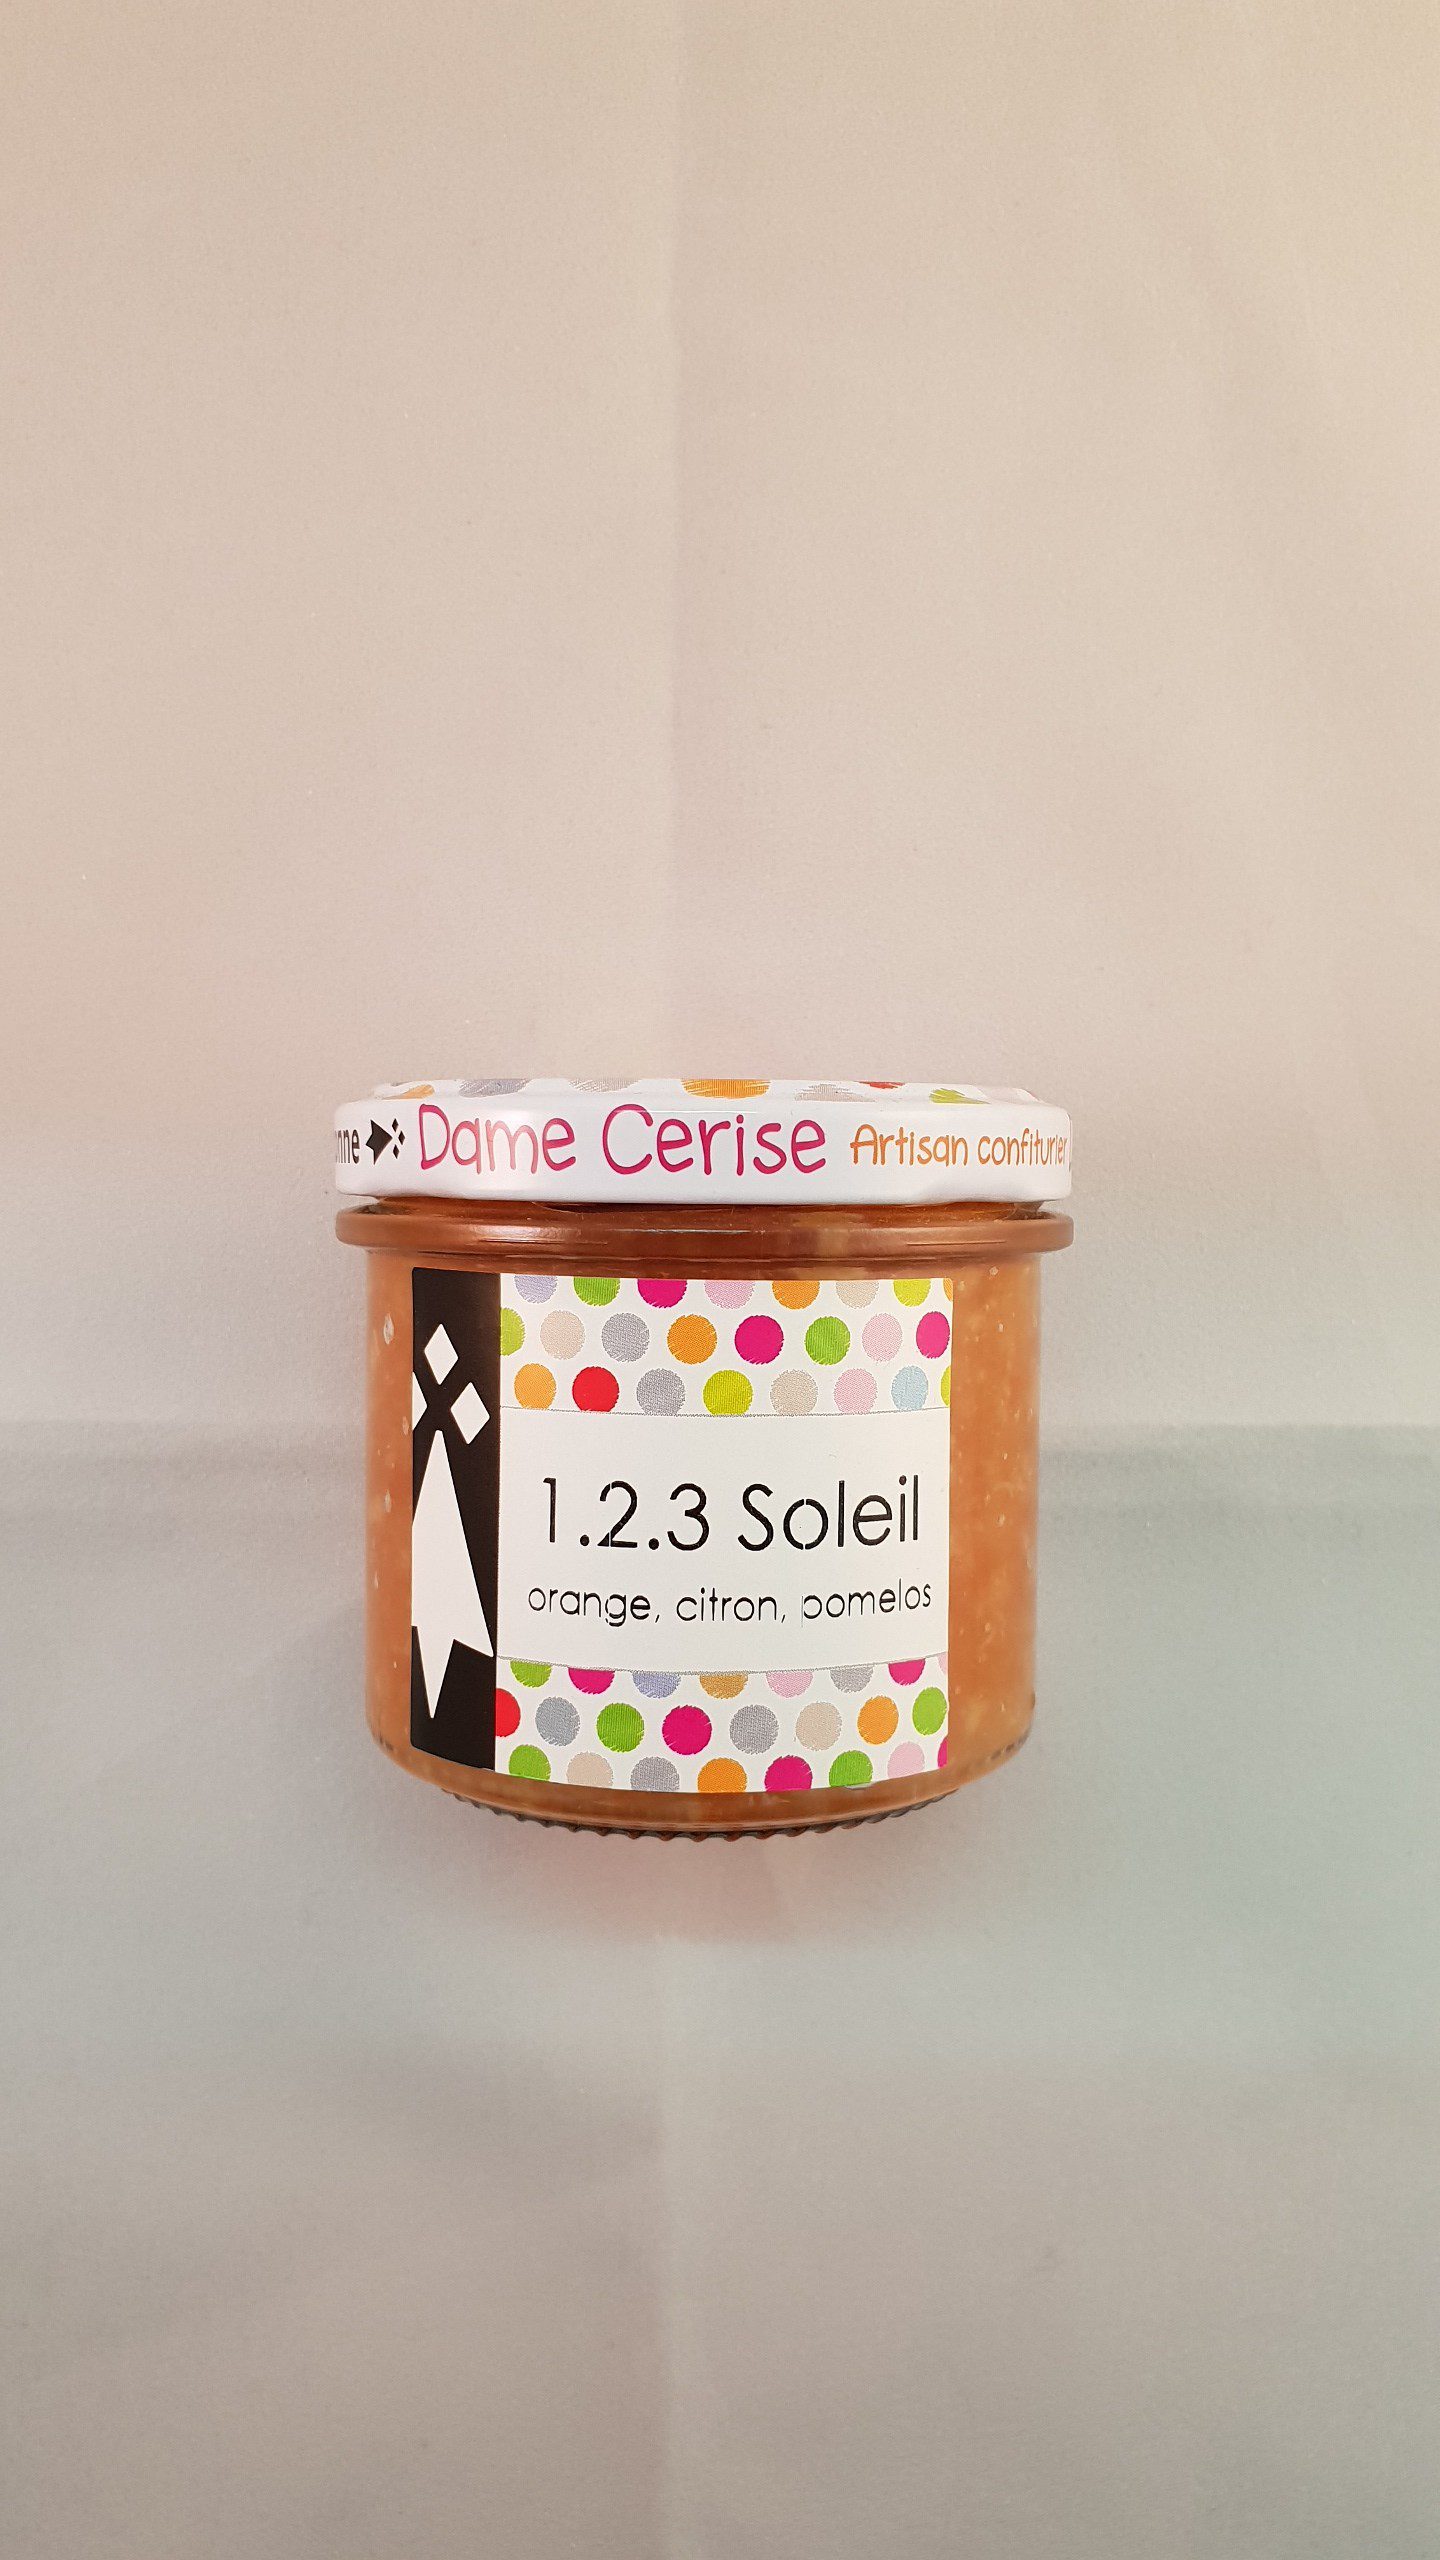 Dame Cerise Artisan confiturier
1.2.3 Soleil
orange, citron, pomelos